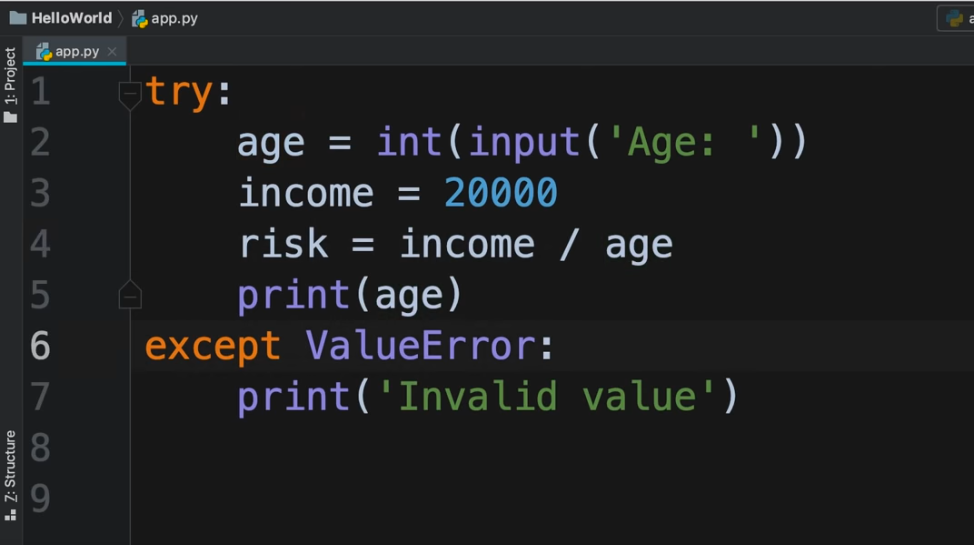 HelloWorld app.py
app.py
1: Project
1 try:
2     age = int(input('Age: '))
3     income = 20000
4     risk = income / age
5     print(age)
6 except ValueError:
7     print('Invalid value')
8
9
Z: Structure